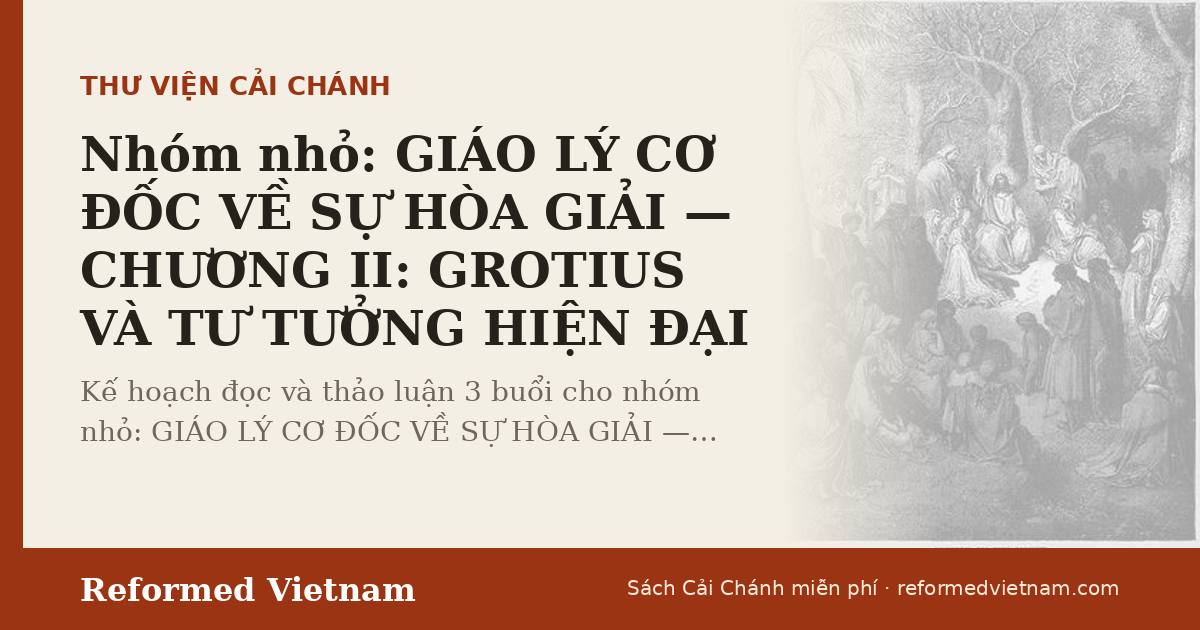 THƯ VIỆN CẢI CHÁNH
Nhóm nhỏ: GIÁO LÝ CƠ
ĐỐC VỀ SỰ HÒA GIẢI —
CHƯƠNG II: GROTIUS
VÀ TƯ TƯỞNG HIỆN ĐẠI
Kế hoạch đọc và thảo luận 3 buổi cho nhóm
nhỏ: GIÁO LÝ CƠ ĐỐC VỀ SỰ HÒA GIẢI —...
Reformed Vietnam
Sách Cải Chánh miễn phí · reformedvietnam.com